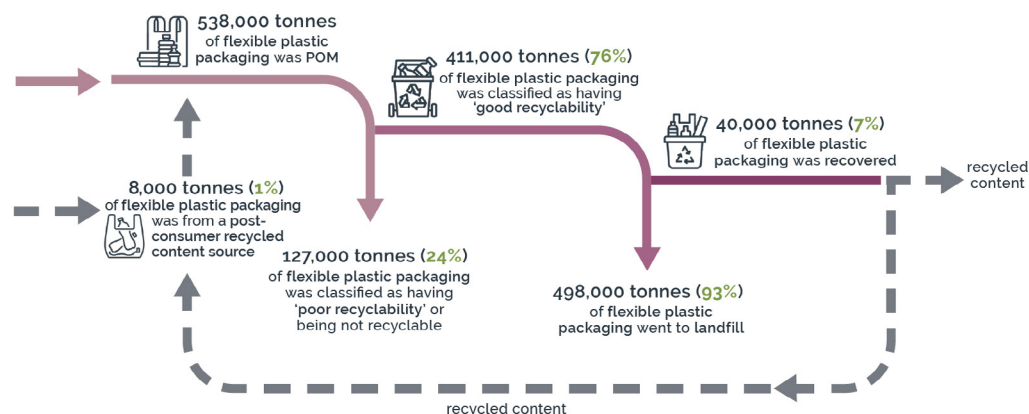 538,000 tonnes
of flexible plastic
packaging was POM
411,000 tonnes (76%)
of flexible plastic packaging
was classified as having
‘good recyclability’
40,000 tonnes (7%)
of flexible plastic
packaging was recovered
recycled
content
8,000 tonnes (1%)
of flexible plastic packaging
was from a post-
consumer recycled
content source
127,000 tonnes (24%)
of flexible plastic packaging
was classified as having
‘poor recyclability’ or
being not recyclable
498,000 tonnes (93%)
of flexible plastic
packaging went to landfill
recycled content